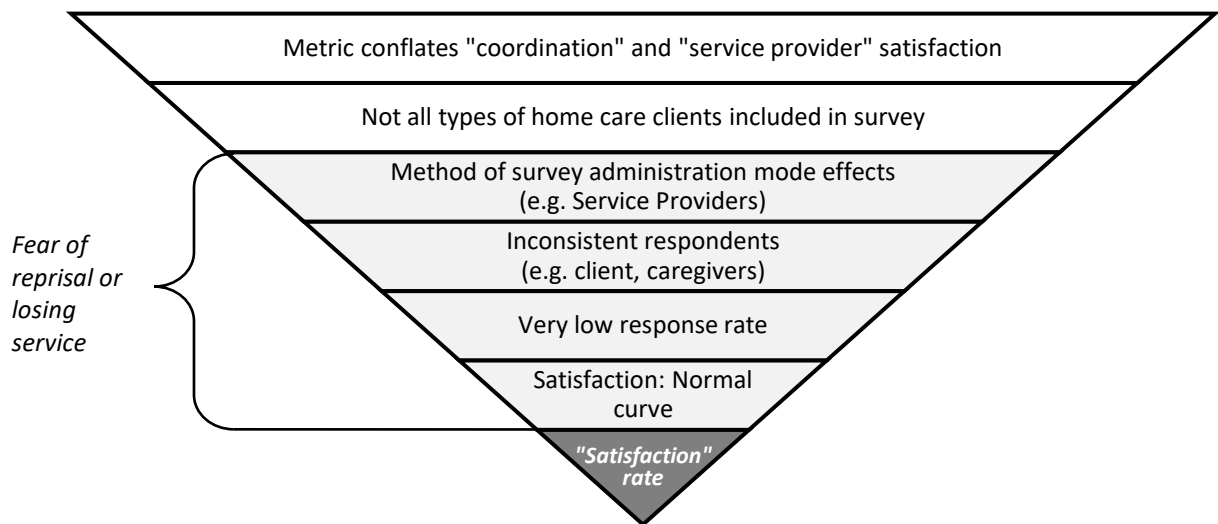 Metric conflates "coordination" and "service provider" satisfaction
Not all types of home care clients included in survey
Method of survey administration mode effects
(e.g. Service Providers)
Inconsistent respondents
(e.g. client, caregivers)
Very low response rate
Satisfaction: Normal
curve
"Satisfaction"
rate
Fear of
reprisal or
losing
service